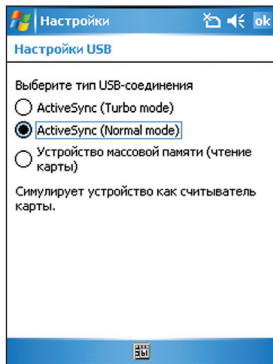 Настройки ok
Настройки USB
Выберите тип USB-соединения
ActiveSync (Turbo mode)
ActiveSync (Normal mode)
Устройство массовой памяти (чтение
карты)
Симулирует устройство как считыватель
карты.